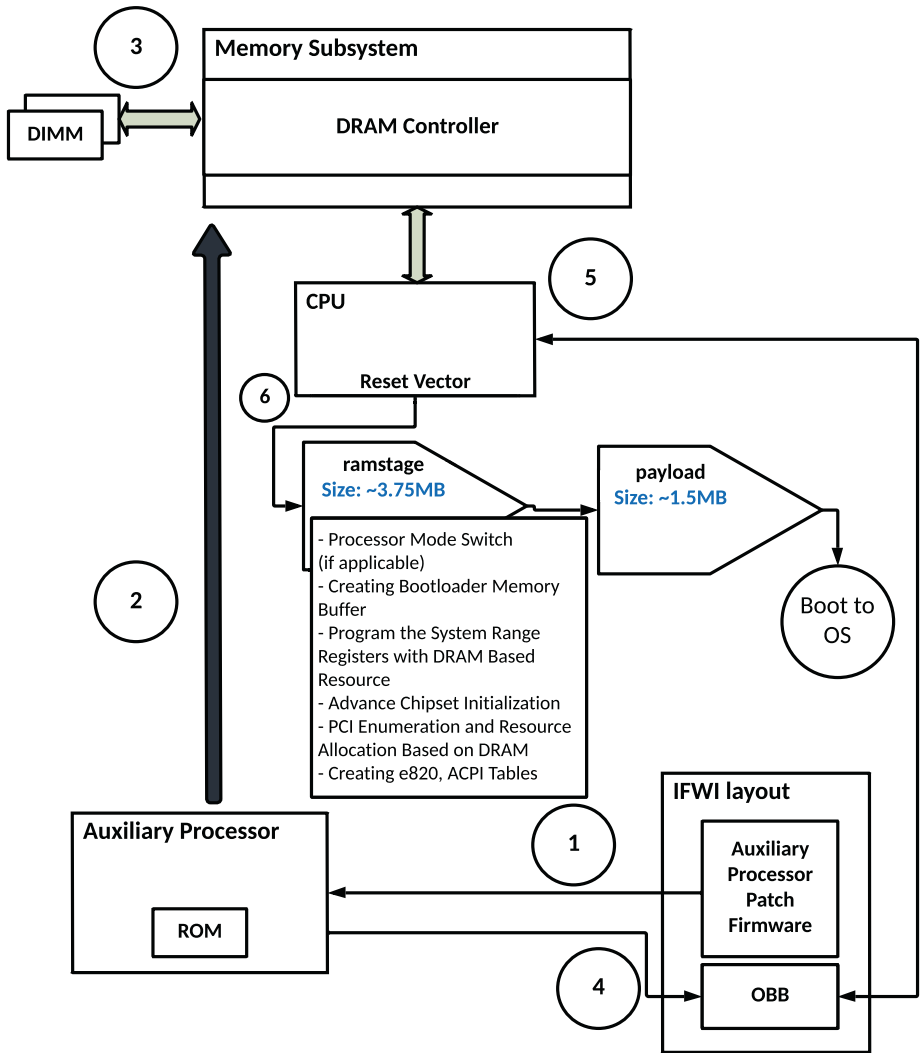 3
Memory Subsystem
DRAM Controller
DIMM
5
CPU
Reset Vector
6
ramstage
Size: ~3.75MB
payload
Size: ~1.5MB
- Processor Mode Switch
(if applicable)
- Creating Bootloader Memory
Buffer
- Program the System Range
Registers with DRAM Based
Resource
- Advance Chipset Initialization
- PCI Enumeration and Resource
Allocation Based on DRAM
- Creating e820, ACPI Tables
2
Boot to
OS
IFWI layout
Auxiliary Processor
1
Auxiliary
Processor
Patch
Firmware
ROM
4
OBB